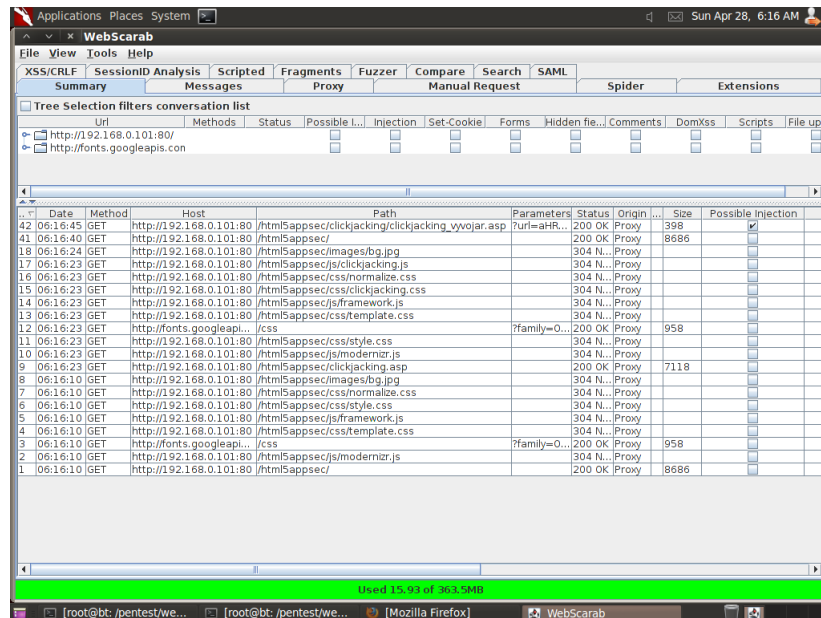 Applications Places System Sun Apr 28, 6:16 AM
WebScarab
File View Tools Help
XSS/CRLF SessionID Analysis Scripted Fragments Fuzzer Compare Search SAML
Summary Messages Proxy Manual Request Spider Extensions
Tree Selection filters conversation list
Url Methods Status Possible I... Injection Set-Cookie Forms Hidden fie... Comments DomXss Scripts File up
http://192.168.0.101:80/
http://fonts.googleapis.con
... Date Method Host Path Parameters Status Origin ... Size Possible Injection
42 06:16:45 GET http://192.168.0.101:80 /html5appsec/clickjacking/clickjacking_vyvojar.asp ?url=aHR... 200 OK Proxy 398
41 06:16:40 GET http://192.168.0.101:80 /html5appsec/ 200 OK Proxy 8686
18 06:16:24 GET http://192.168.0.101:80 /html5appsec/images/bg.jpg 304 N... Proxy
17 06:16:23 GET http://192.168.0.101:80 /html5appsec/js/clickjacking.js 304 N... Proxy
16 06:16:23 GET http://192.168.0.101:80 /html5appsec/css/normalize.css 304 N... Proxy
15 06:16:23 GET http://192.168.0.101:80 /html5appsec/css/clickjacking.css 304 N... Proxy
14 06:16:23 GET http://192.168.0.101:80 /html5appsec/js/framework.js 304 N... Proxy
13 06:16:23 GET http://192.168.0.101:80 /html5appsec/css/template.css 304 N... Proxy
12 06:16:23 GET http://fonts.googleapi... /css ?family=O... 200 OK Proxy 958
11 06:16:23 GET http://192.168.0.101:80 /html5appsec/css/style.css 304 N... Proxy
10 06:16:23 GET http://192.168.0.101:80 /html5appsec/js/modernizr.js 304 N... Proxy
9 06:16:23 GET http://192.168.0.101:80 /html5appsec/clickjacking.asp 200 OK Proxy 7118
8 06:16:10 GET http://192.168.0.101:80 /html5appsec/images/bg.jpg 304 N... Proxy
7 06:16:10 GET http://192.168.0.101:80 /html5appsec/css/normalize.css 304 N... Proxy
6 06:16:10 GET http://192.168.0.101:80 /html5appsec/css/style.css 304 N... Proxy
5 06:16:10 GET http://192.168.0.101:80 /html5appsec/js/framework.js 304 N... Proxy
4 06:16:10 GET http://192.168.0.101:80 /html5appsec/css/template.css 304 N... Proxy
3 06:16:10 GET http://fonts.googleapi... /css ?family=O... 200 OK Proxy 958
2 06:16:10 GET http://192.168.0.101:80 /html5appsec/js/modernizr.js 304 N... Proxy
1 06:16:10 GET http://192.168.0.101:80 /html5appsec/ 200 OK Proxy 8686
Used 15.93 of 363.5MB
[root@bt: /pentest/we... [root@bt: /pentest/we... [Mozilla Firefox] WebScarab